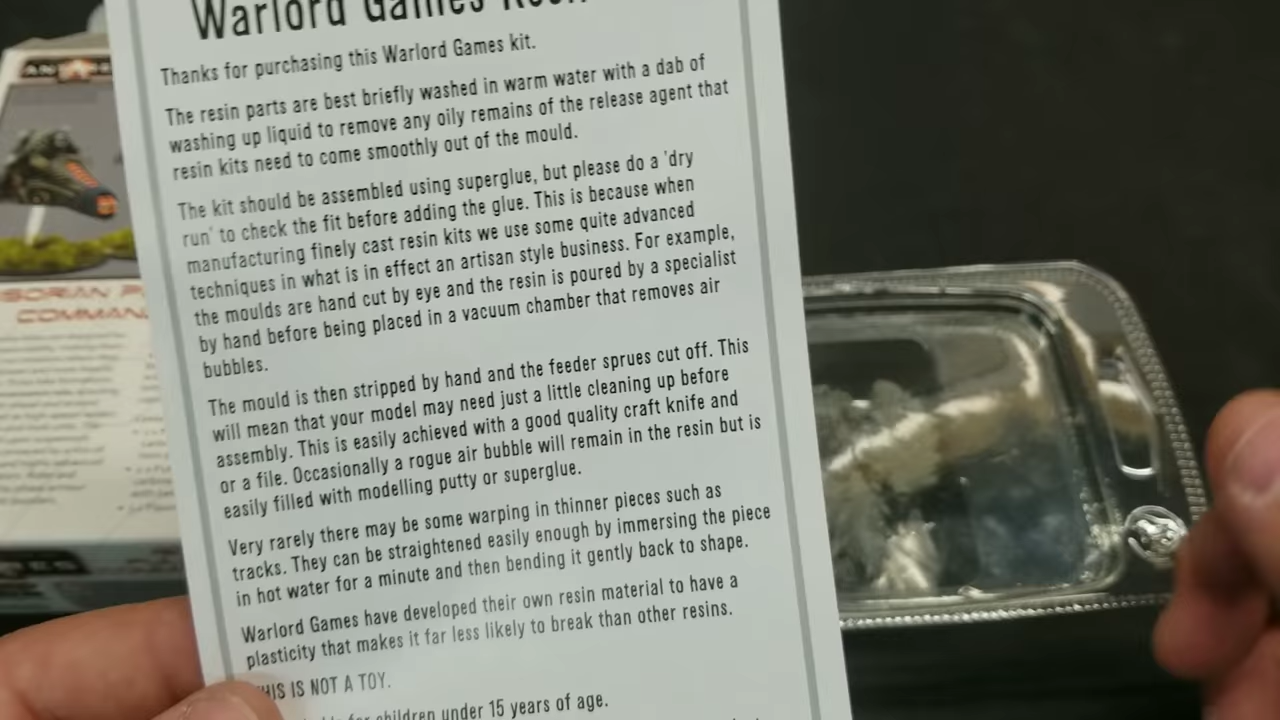 Warlord Games Resin
Thanks for purchasing this Warlord Games kit.
The resin parts are best briefly washed in warm water with a dab of
washing up liquid to remove any oily remains of the release agent that
resin kits need to come smoothly out of the mould.
The kit should be assembled using superglue, but please do a 'dry
run' to check the fit before adding the glue. This is because when
manufacturing finely cast resin kits we use some quite advanced
techniques in what is in effect an artisan style business. For example,
the moulds are hand cut by eye and the resin is poured by a specialist
by hand before being placed in a vacuum chamber that removes air
bubbles.
The mould is then stripped by hand and the feeder sprues cut off. This
will mean that your model may need just a little cleaning up before
assembly. This is easily achieved with a good quality craft knife and
or a file. Occasionally a rogue air bubble will remain in the resin but is
easily filled with modelling putty or superglue.
Very rarely there may be some warping in thinner pieces such as
tracks. They can be straightened easily enough by immersing the piece
in hot water for a minute and then bending it gently back to shape.
Warlord Games have developed their own resin material to have a
plasticity that makes it far less likely to break than other resins.
THIS IS NOT A TOY.
for children under 15 years of age.
SORIAN P
COMMAN